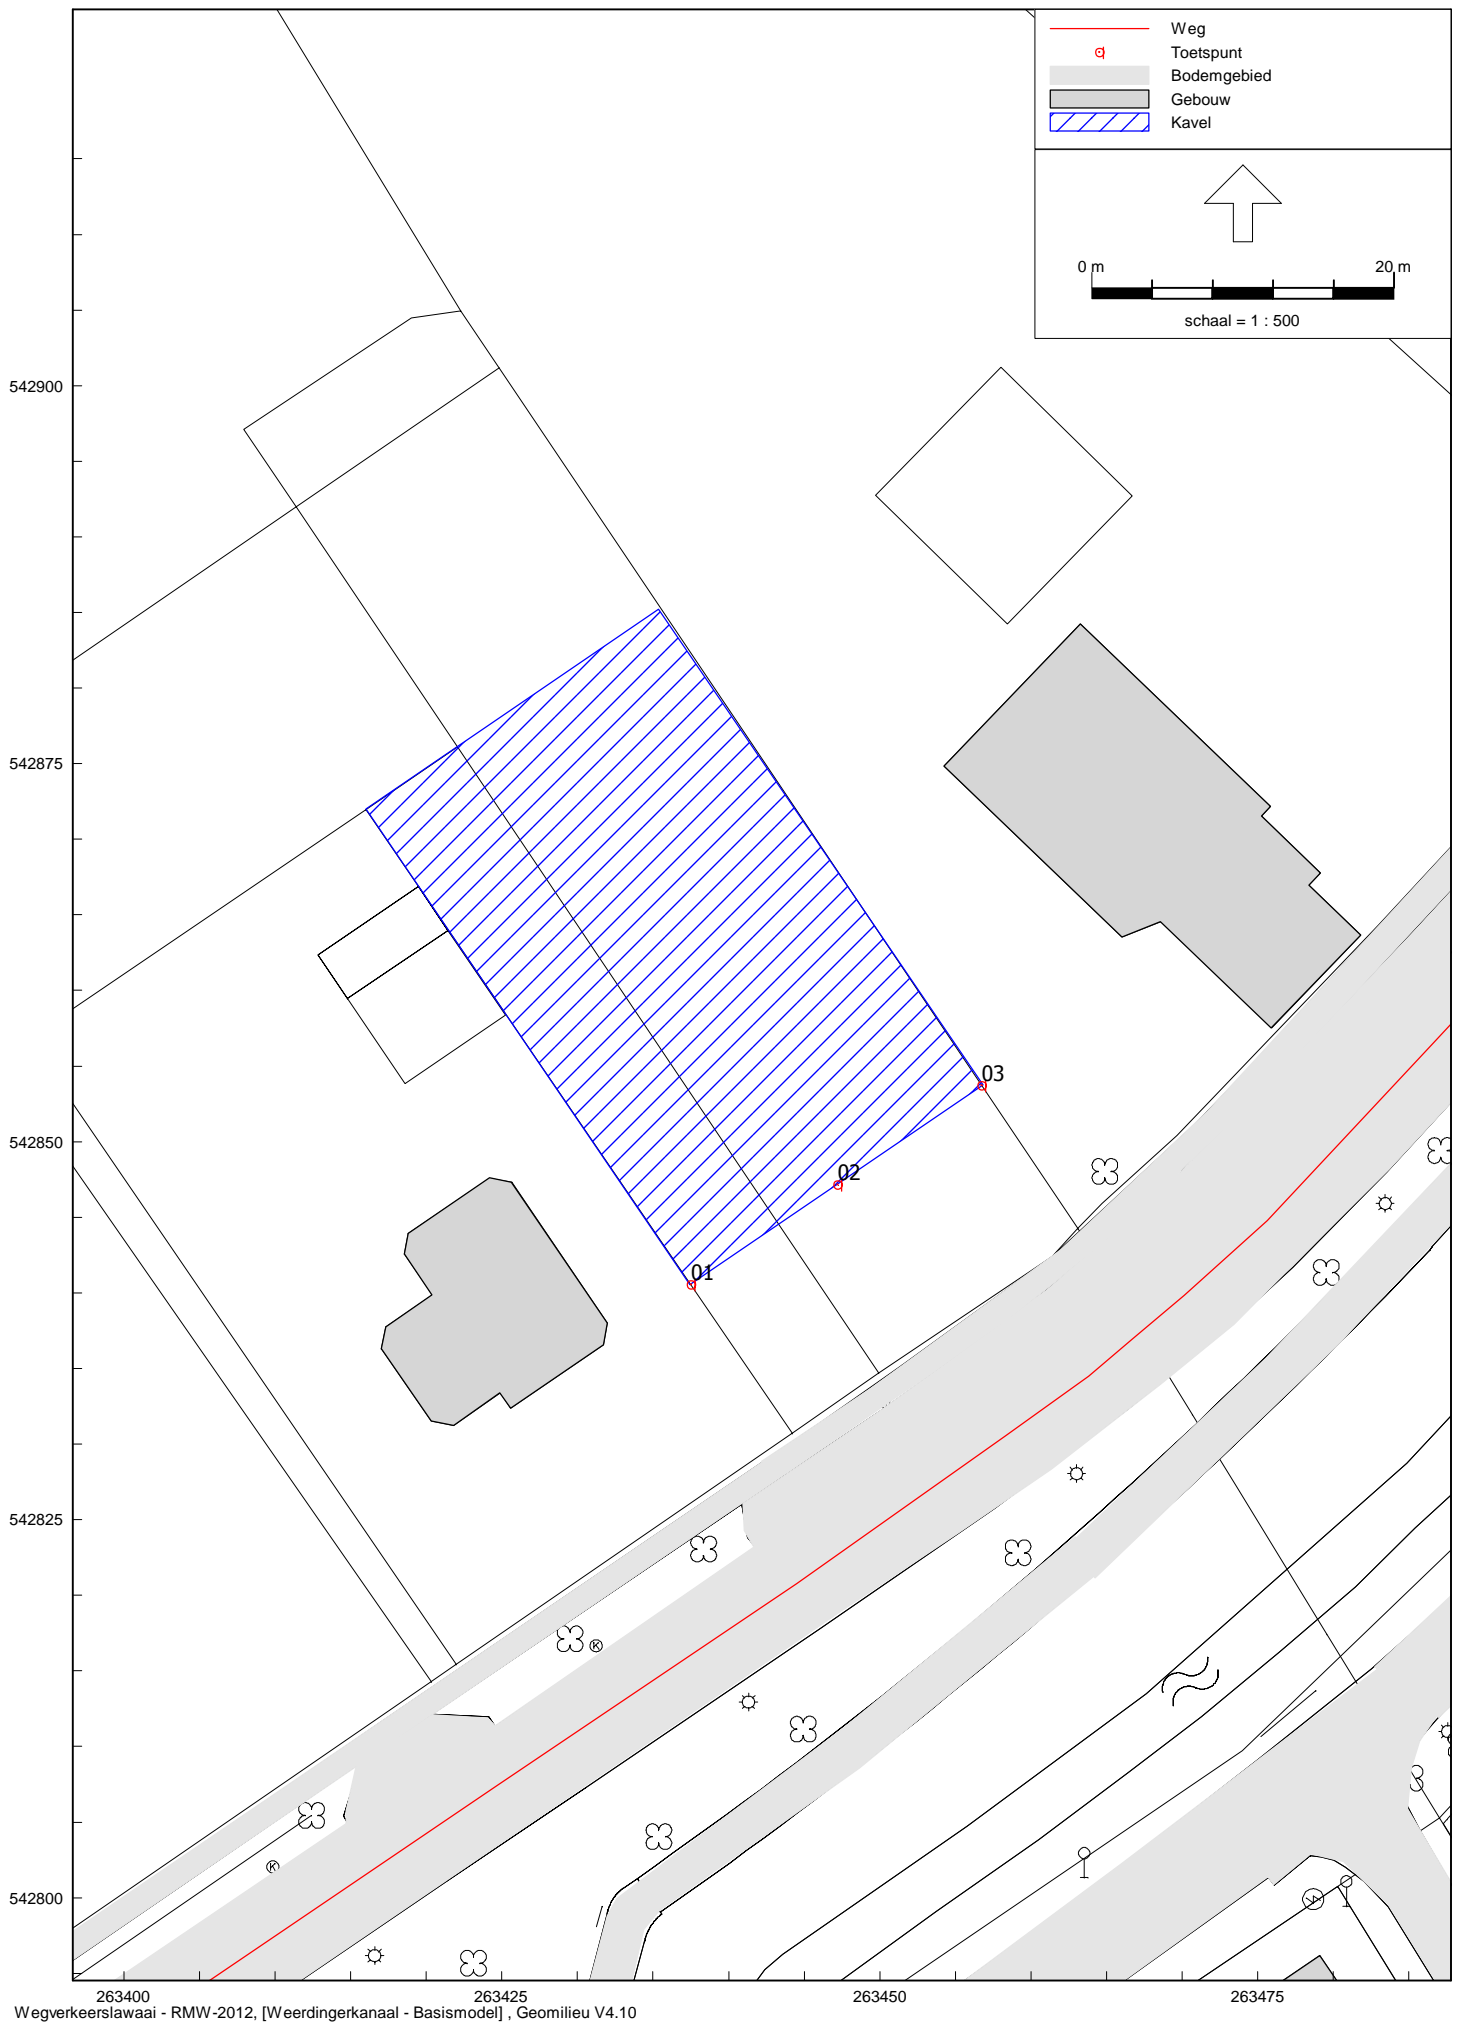 Weg
Toetspunt
Bodemgebied
Gebouw
Kavel
0 m 20 m
schaal = 1 : 500
542900
542875
03
542850
02
01
542825
K
K
542800
263400 263425 263450 263475
Wegverkeerslawaai - RMW-2012, [Weerdingerkanaal - Basismodel] , Geomilieu V4.10